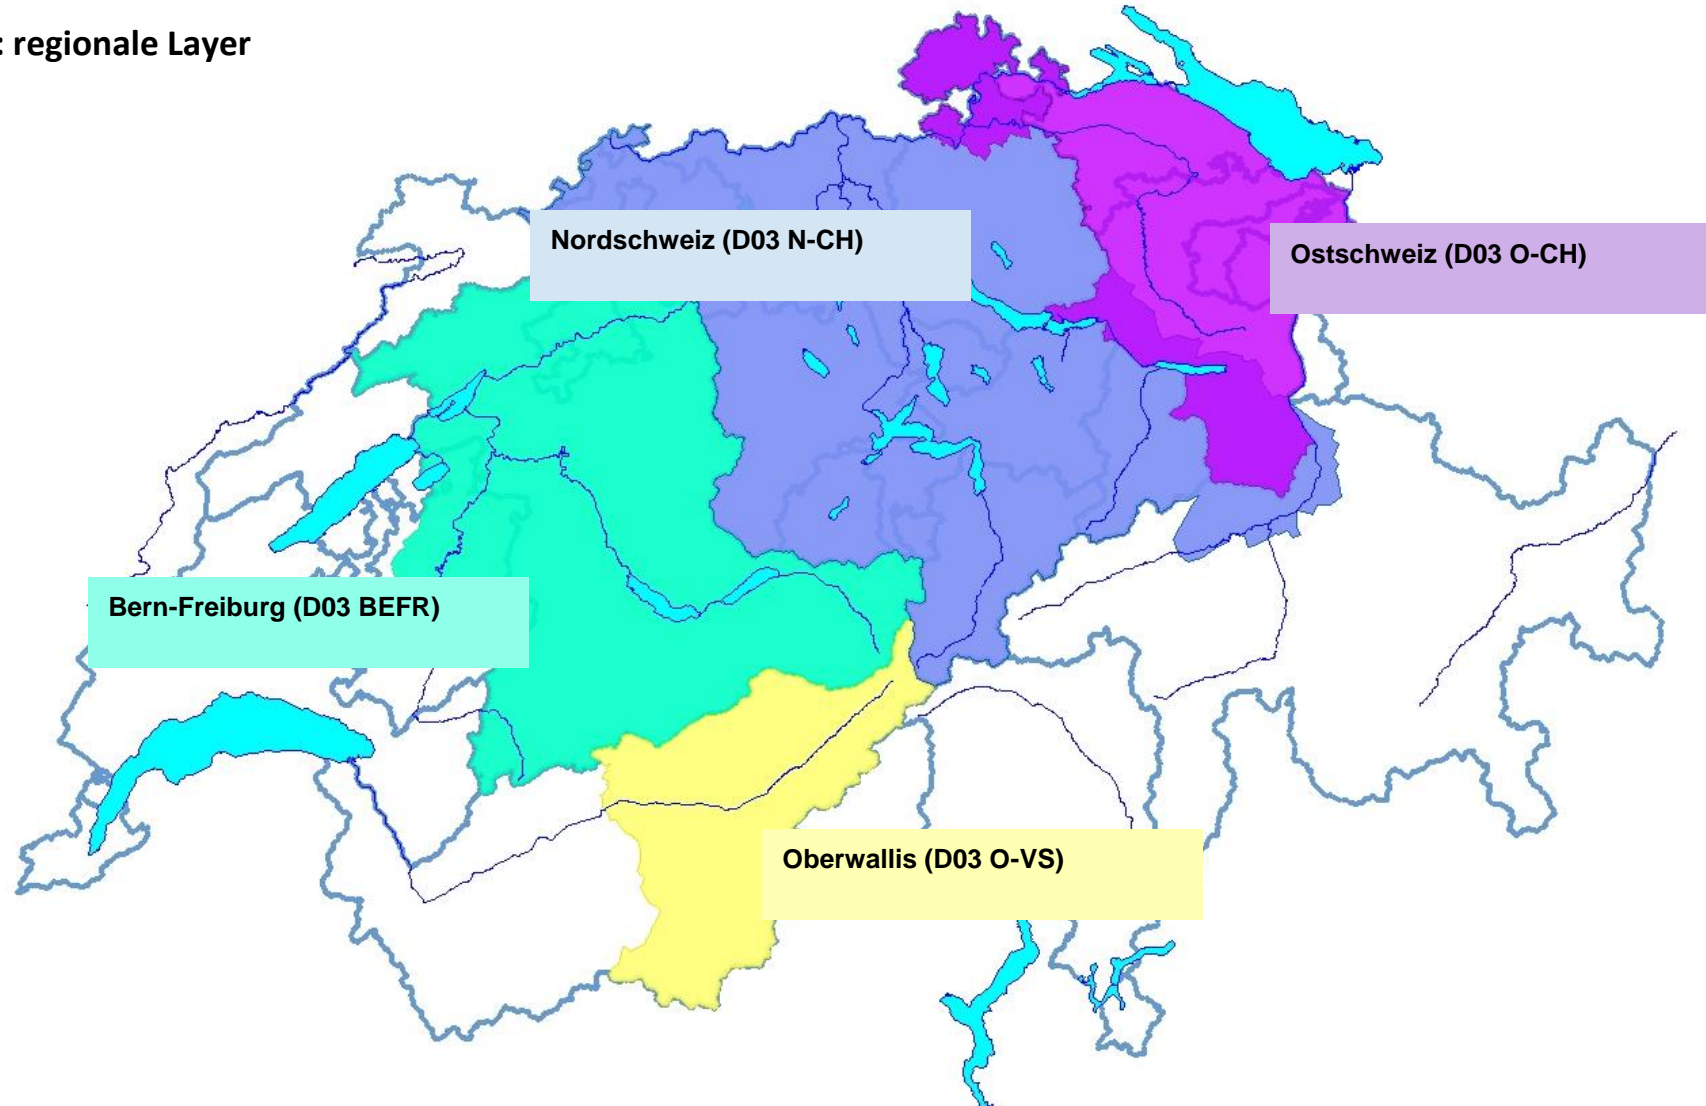 : regionale Layer
Nordschweiz (D03 N-CH)
Ostschweiz (D03 O-CH)
Bern-Freiburg (D03 BEFR)
Oberwallis (D03 O-VS)